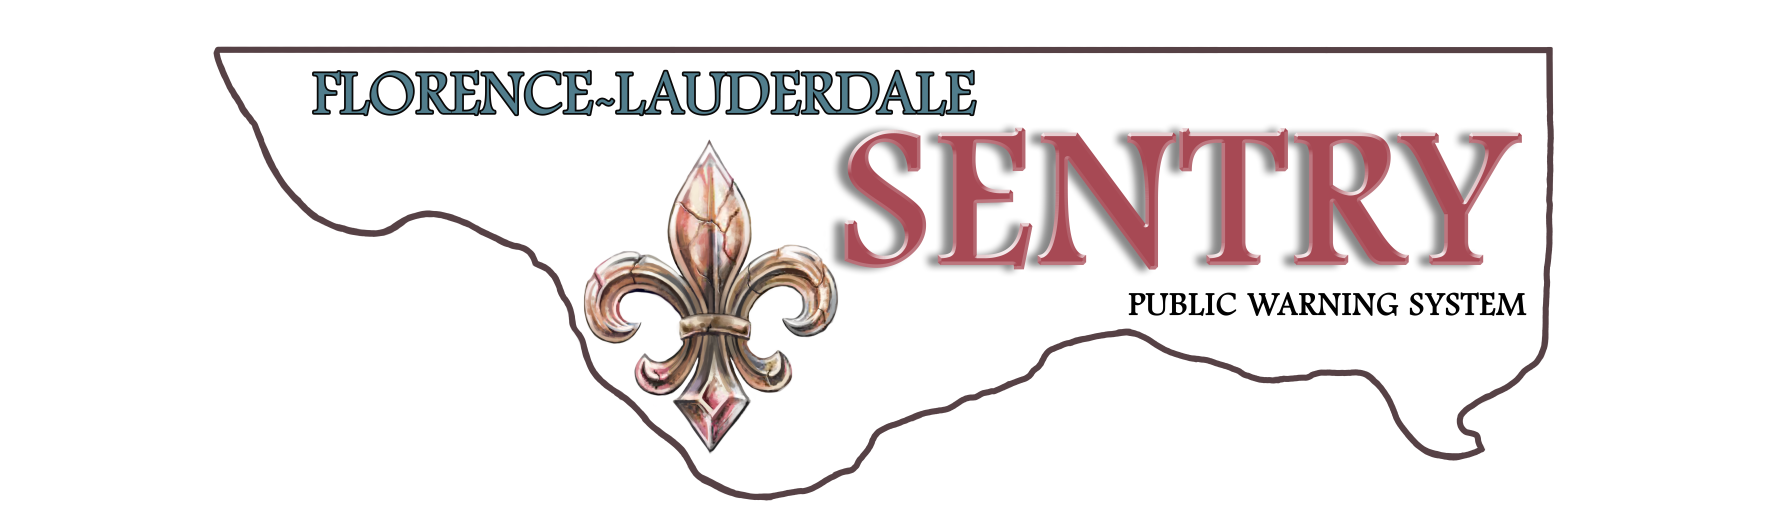 FLORENCE~LAUDERDALE
SENTRY
PUBLIC WARNING SYSTEM